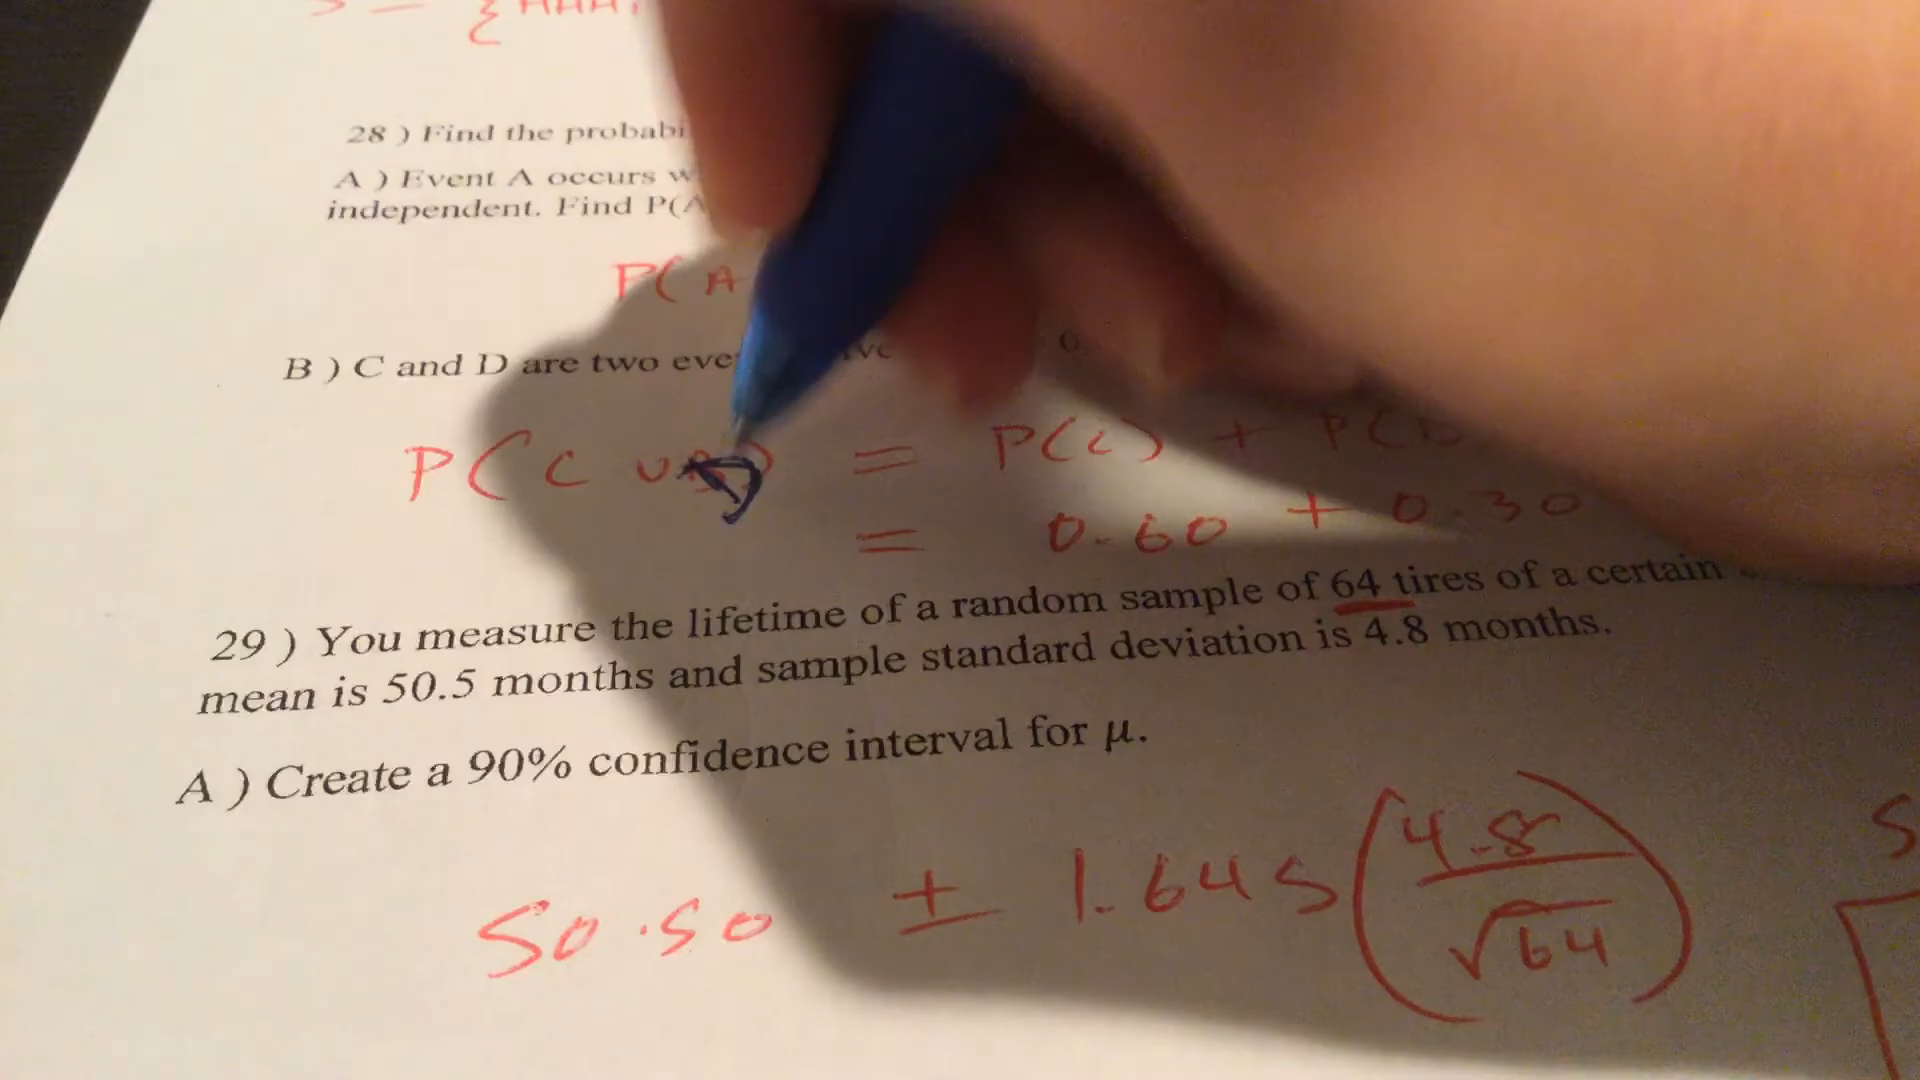 S = {HHH,
28 ) Find the probabi
A ) Event A occurs w
independent. Find P(A
P( A
B ) C and D are two eve
P( C U D) = P(C) + P(D
= 0.60 + 0.30
29 ) You measure the lifetime of a random sample of 64 tires of a certain
mean is 50.5 months and sample standard deviation is 4.8 months.
A ) Create a 90% confidence interval for μ.
50.50 ± 1.645 (4.8/√64)